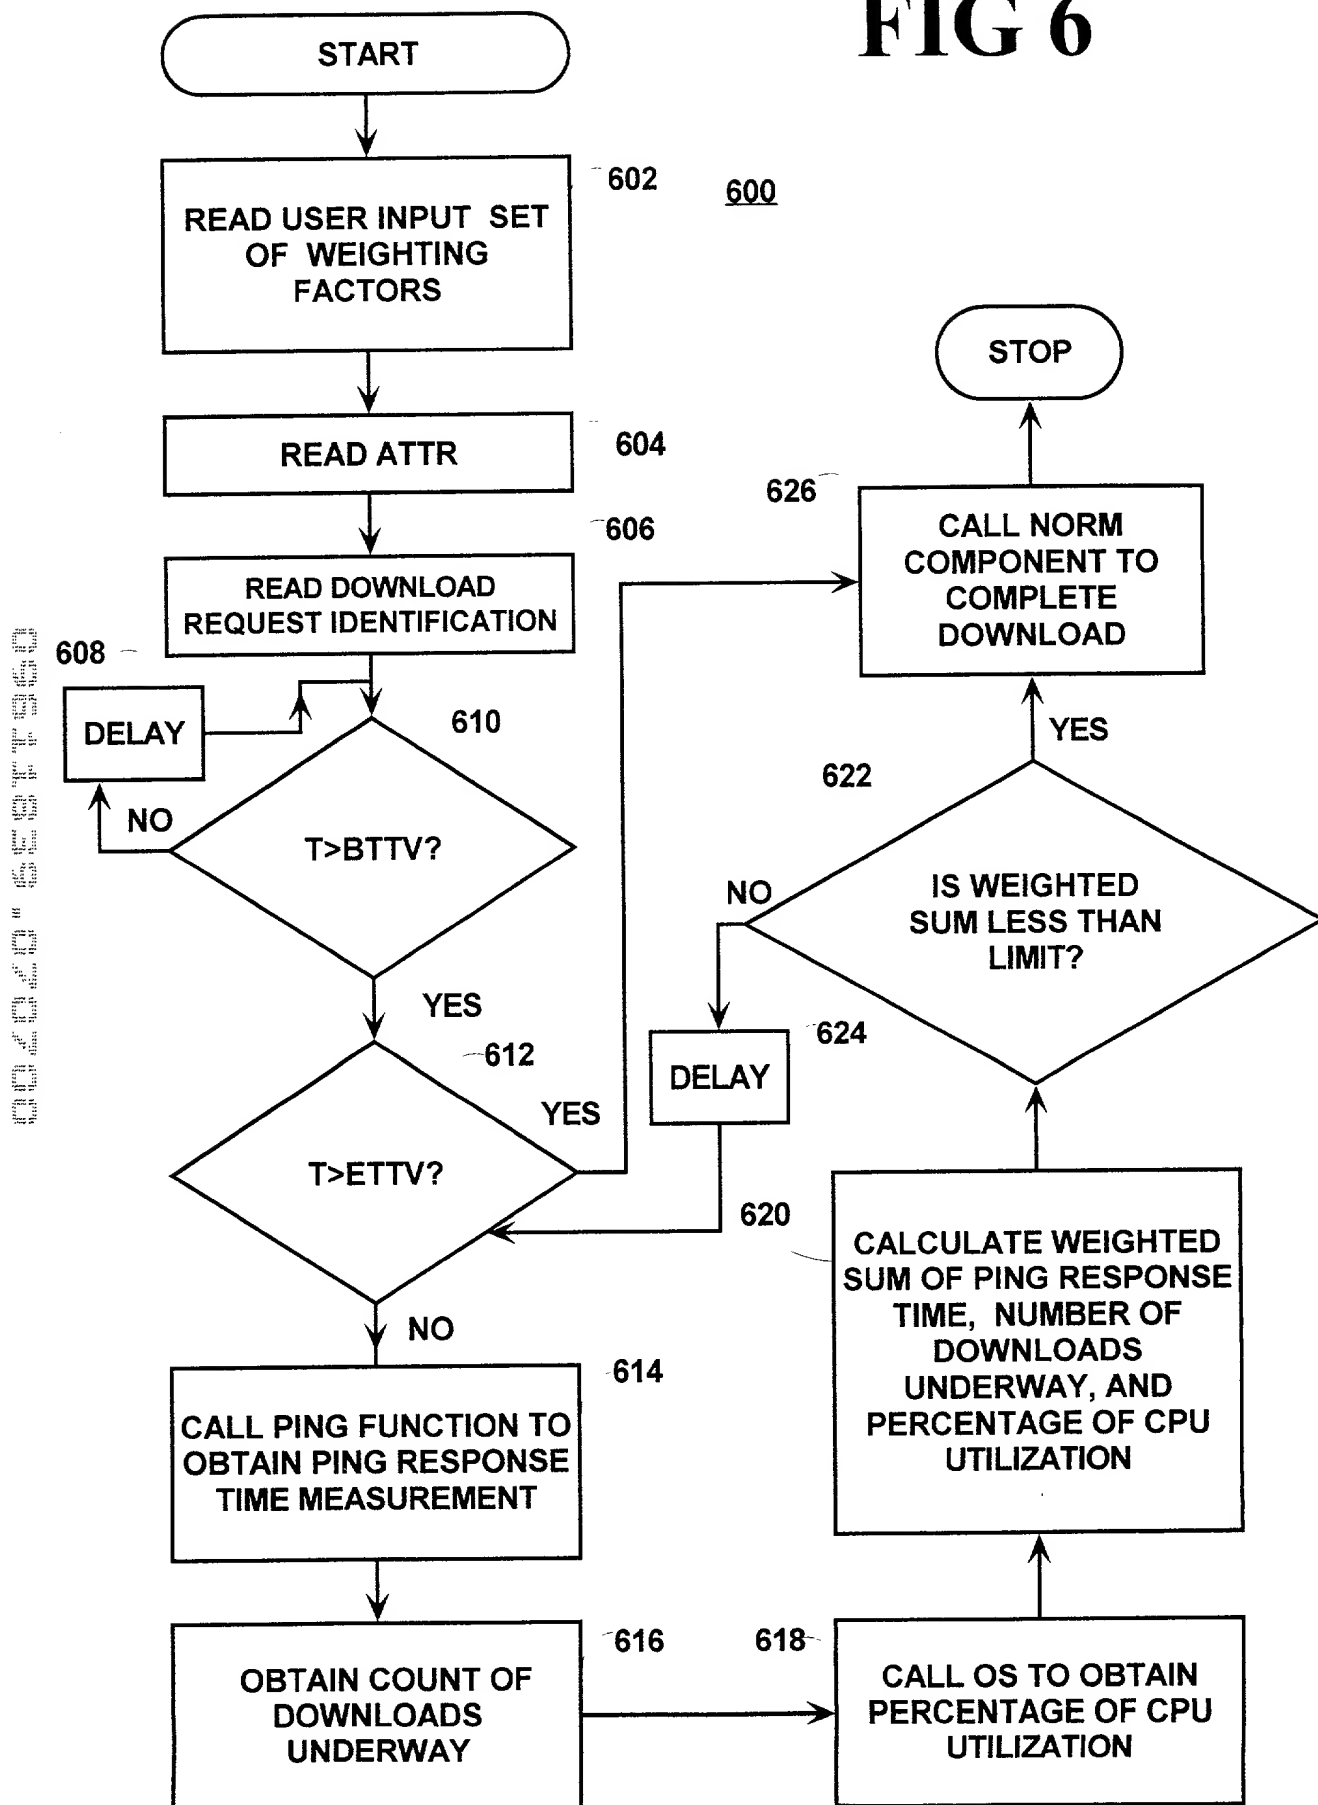 FIG 6
START
602
600
READ USER INPUT SET
OF WEIGHTING
FACTORS
STOP
READ ATTR
604
626
606
CALL NORM
COMPONENT TO
COMPLETE
DOWNLOAD
READ DOWNLOAD
REQUEST IDENTIFICATION
608
DELAY
610
YES
622
NO
T>BTTV?
IS WEIGHTED
SUM LESS THAN
LIMIT?
NO
YES
624
612
DELAY
YES
T>ETTV?
620
CALCULATE WEIGHTED
SUM OF PING RESPONSE
TIME, NUMBER OF
DOWNLOADS
UNDERWAY, AND
PERCENTAGE OF CPU
UTILIZATION
NO
614
CALL PING FUNCTION TO
OBTAIN PING RESPONSE
TIME MEASUREMENT
616
618
OBTAIN COUNT OF
DOWNLOADS
UNDERWAY
CALL OS TO OBTAIN
PERCENTAGE OF CPU
UTILIZATION